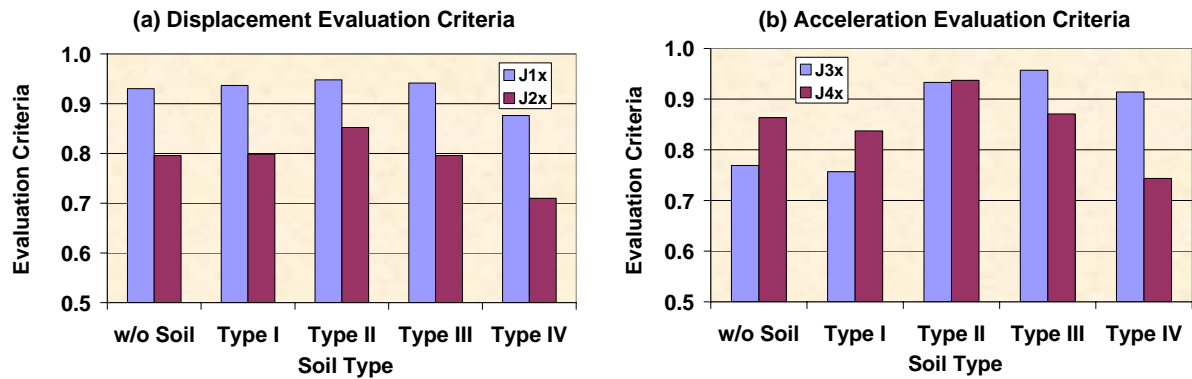 (a) Displacement Evaluation Criteria
Evaluation Criteria
1.0
0.9
0.8
0.7
0.6
0.5
J1x
J2x
w/o Soil Type I Type II Type III Type IV
Soil Type
(b) Acceleration Evaluation Criteria
Evaluation Criteria
1.0
0.9
0.8
0.7
0.6
0.5
J3x
J4x
w/o Soil Type I Type II Type III Type IV
Soil Type